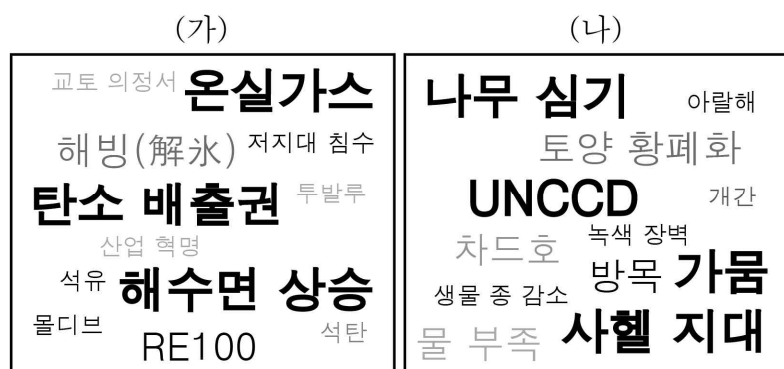 (가)
교토 의정서 온실가스
해빙(解氷) 저지대 침수
탄소 배출권 투발루
산업 혁명
석유 해수면 상승
몰디브 RE100 석탄
(나)
나무 심기 아랄해
토양 황폐화
UNCCD 개간
차드호 녹색 장벽
방목 가뭄
생물 종 감소
물 부족 사헬 지대